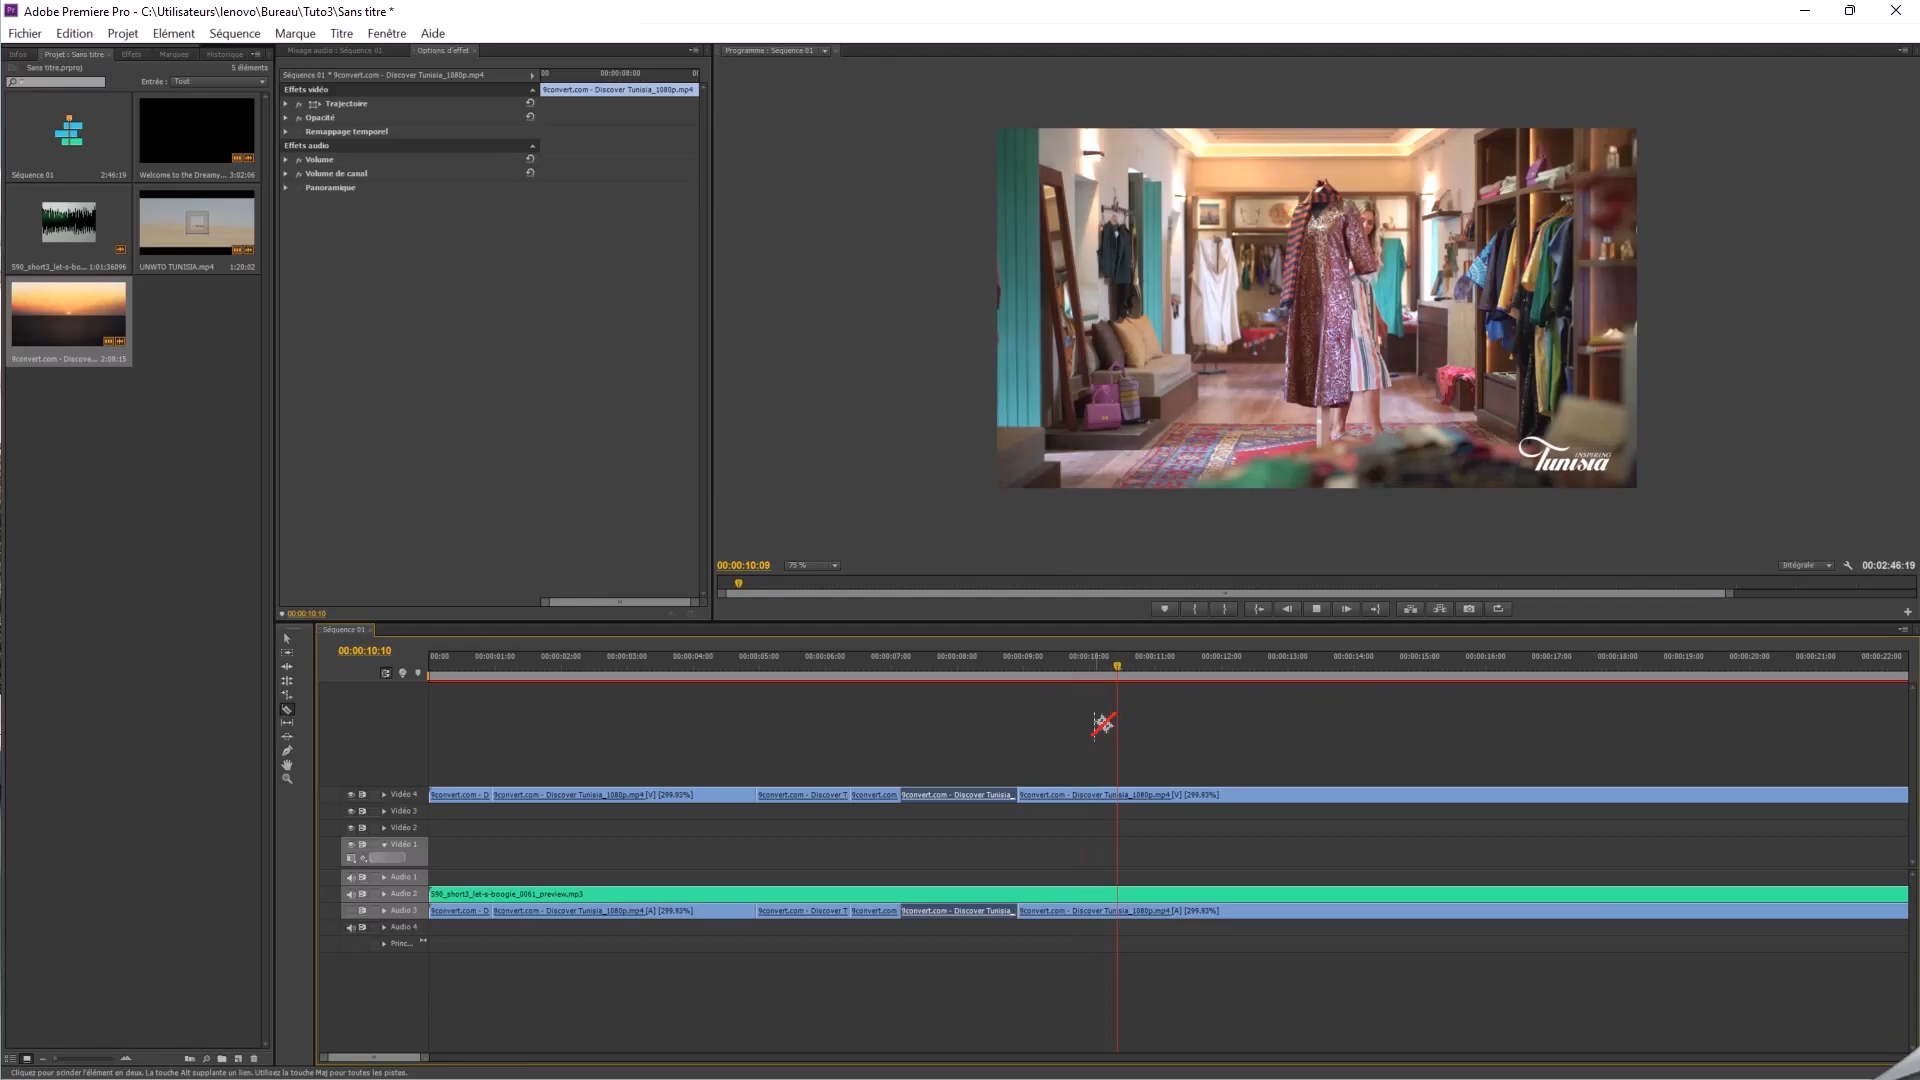 Adobe Premiere Pro - C:\Utilisateurs\lenovo\Bureau\Tuto3\Sans titre *
Fichier Edition Projet Elément Séquence Marque Titre Fenêtre Aide
Infos Projet : Sans titre Effets Marques Historique
Sans titre.prproj 5 éléments
Entrée : Tout
Séquence 01 2:46:19
Welcome to the Dreamy... 3:02:06
590_short3_let-s-bo... 1:01:36096
UNWTO TUNISIA.mp4 1:20:02
9convert.com - Discove... 2:08:15
Mixage audio : Séquence 01 Options d'effet
Séquence 01 * 9convert.com - Discover Tunisia_1080p.mp4
00 00:00:08:00
Effets vidéo
9convert.com - Discover Tunisia_1080p.mp4
fx Trajectoire
fx Opacité
Remappage temporel
Effets audio
fx Volume
fx Volume de canal
Panoramique
00:00:10:10
Programme : Séquence 01
INSPIRING
Tunisia
00:00:10:09 75 % Intégrale 00:02:46:19
Séquence 01
00:00:10:10
00:00 00:00:01:00 00:00:02:00 00:00:03:00 00:00:04:00 00:00:05:00 00:00:06:00 00:00:07:00 00:00:08:00 00:00:09:00 00:00:10:00 00:00:11:00 00:00:12:00 00:00:13:00 00:00:14:00 00:00:15:00 00:00:16:00 00:00:17:00 00:00:18:00 00:00:19:00 00:00:20:00 00:00:21:00 00:00:22:00
Vidéo 4 9convert.com - D 9convert.com - Discover Tunisia_1080p.mp4 [V] [299.93%] 9convert.com - Discover T 9convert.com 9convert.com - Discover Tunisia_ 9convert.com - Discover Tunisia_1080p.mp4 [V] [299.93%]
Vidéo 3
Vidéo 2
Vidéo 1
Audio 1
Audio 2 590_short3_let-s-boogie_0061_preview.mp3
Audio 3 9convert.com - D 9convert.com - Discover Tunisia_1080p.mp4 [A] [299.93%] 9convert.com - Discover T 9convert.com 9convert.com - Discover Tunisia_ 9convert.com - Discover Tunisia_1080p.mp4 [A] [299.93%]
Audio 4
Princ...
Cliquez pour scinder l'élément en deux. La touche Alt supplante un lien. Utilisez la touche Maj pour toutes les pistes.